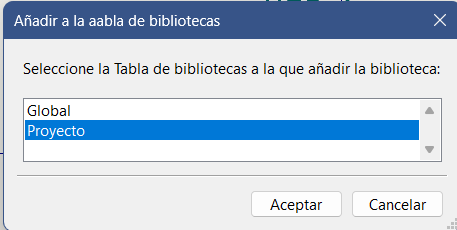 Añadir a la aabla de bibliotecas
Seleccione la Tabla de bibliotecas a la que añadir la biblioteca:
Global
Proyecto
Aceptar
Cancelar